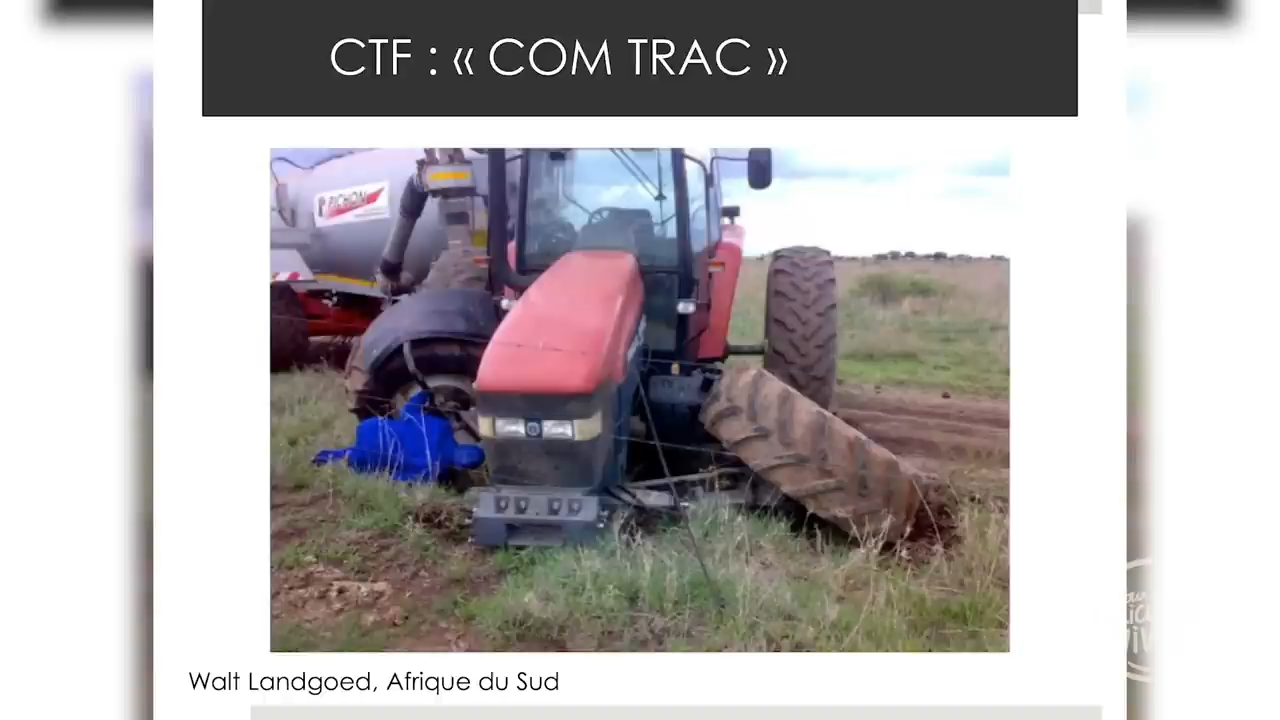 CTF : « COM TRAC »
PICHON
Walt Landgoed, Afrique du Sud